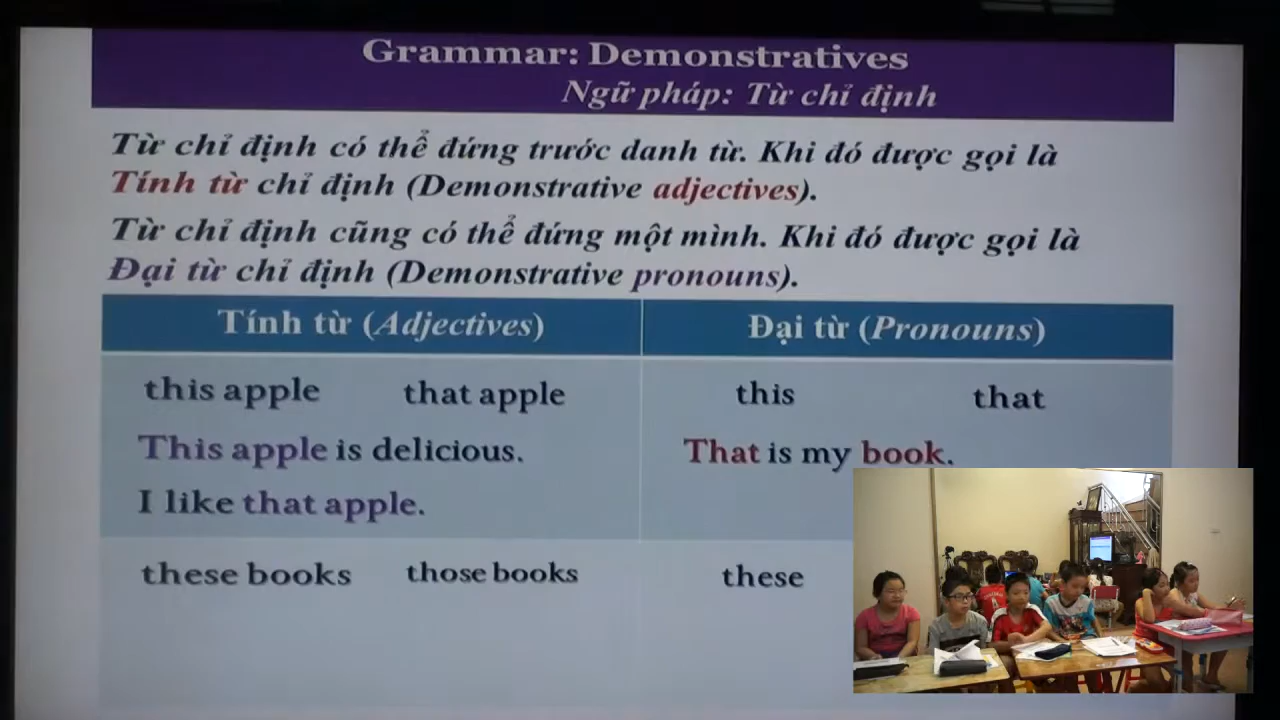 Grammar: Demonstratives
Ngữ pháp: Từ chỉ định
Từ chỉ định có thể đứng trước danh từ. Khi đó được gọi là
Tính từ chỉ định (Demonstrative adjectives).
Từ chỉ định cũng có thể đứng một mình. Khi đó được gọi là
Đại từ chỉ định (Demonstrative pronouns).
Tính từ (Adjectives) Đại từ (Pronouns)
this apple that apple this that
This apple is delicious. That is my book.
I like that apple.
these books those books these